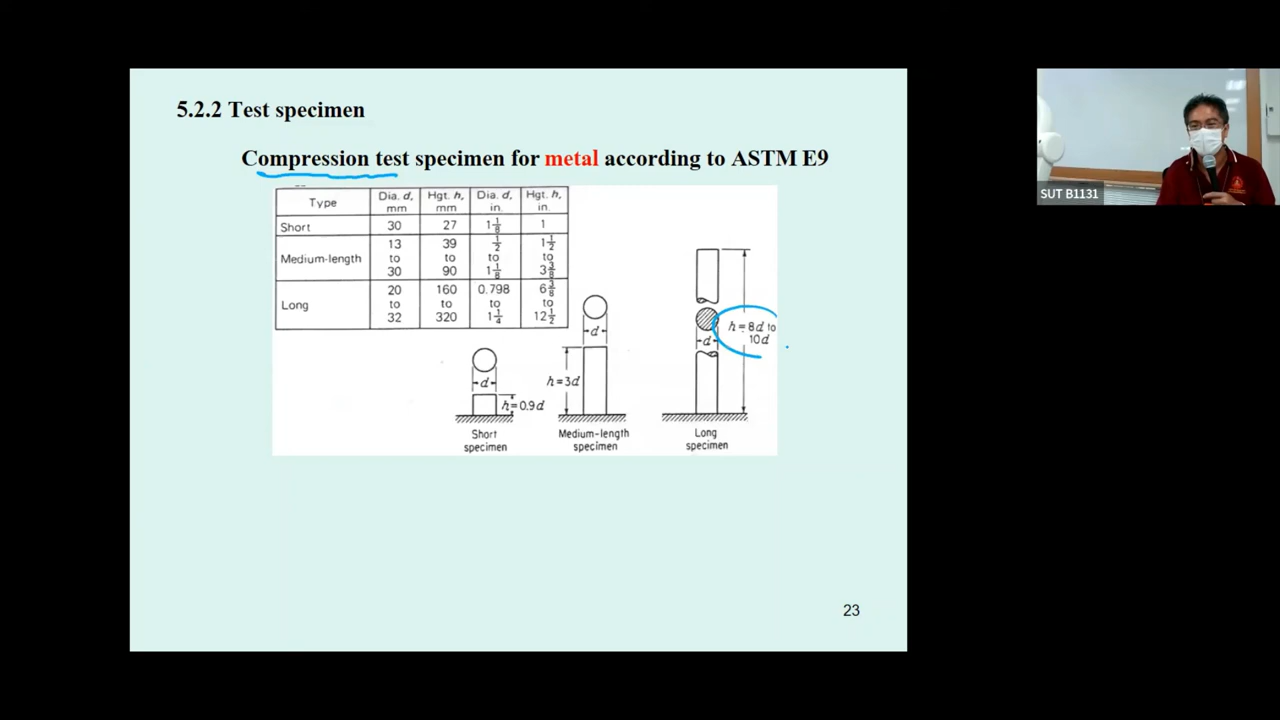 5.2.2 Test specimen
Compression test specimen for metal according to ASTM E9
Type Dia. d, mm Hgt. h, mm Dia. d, in. Hgt. h, in.
Short 30 27 1 1/8 1
Medium-length 13 to 30 39 to 90 1/2 to 1 1/8 1 1/2 to 3 3/8
Long 20 to 32 160 to 320 0.798 to 1 1/4 6 3/8 to 12 1/2
d
h=0.9d
Short
specimen
d
h=3d
Medium-length
specimen
d
h=8d to
10d
Long
specimen
23
SUT B1131